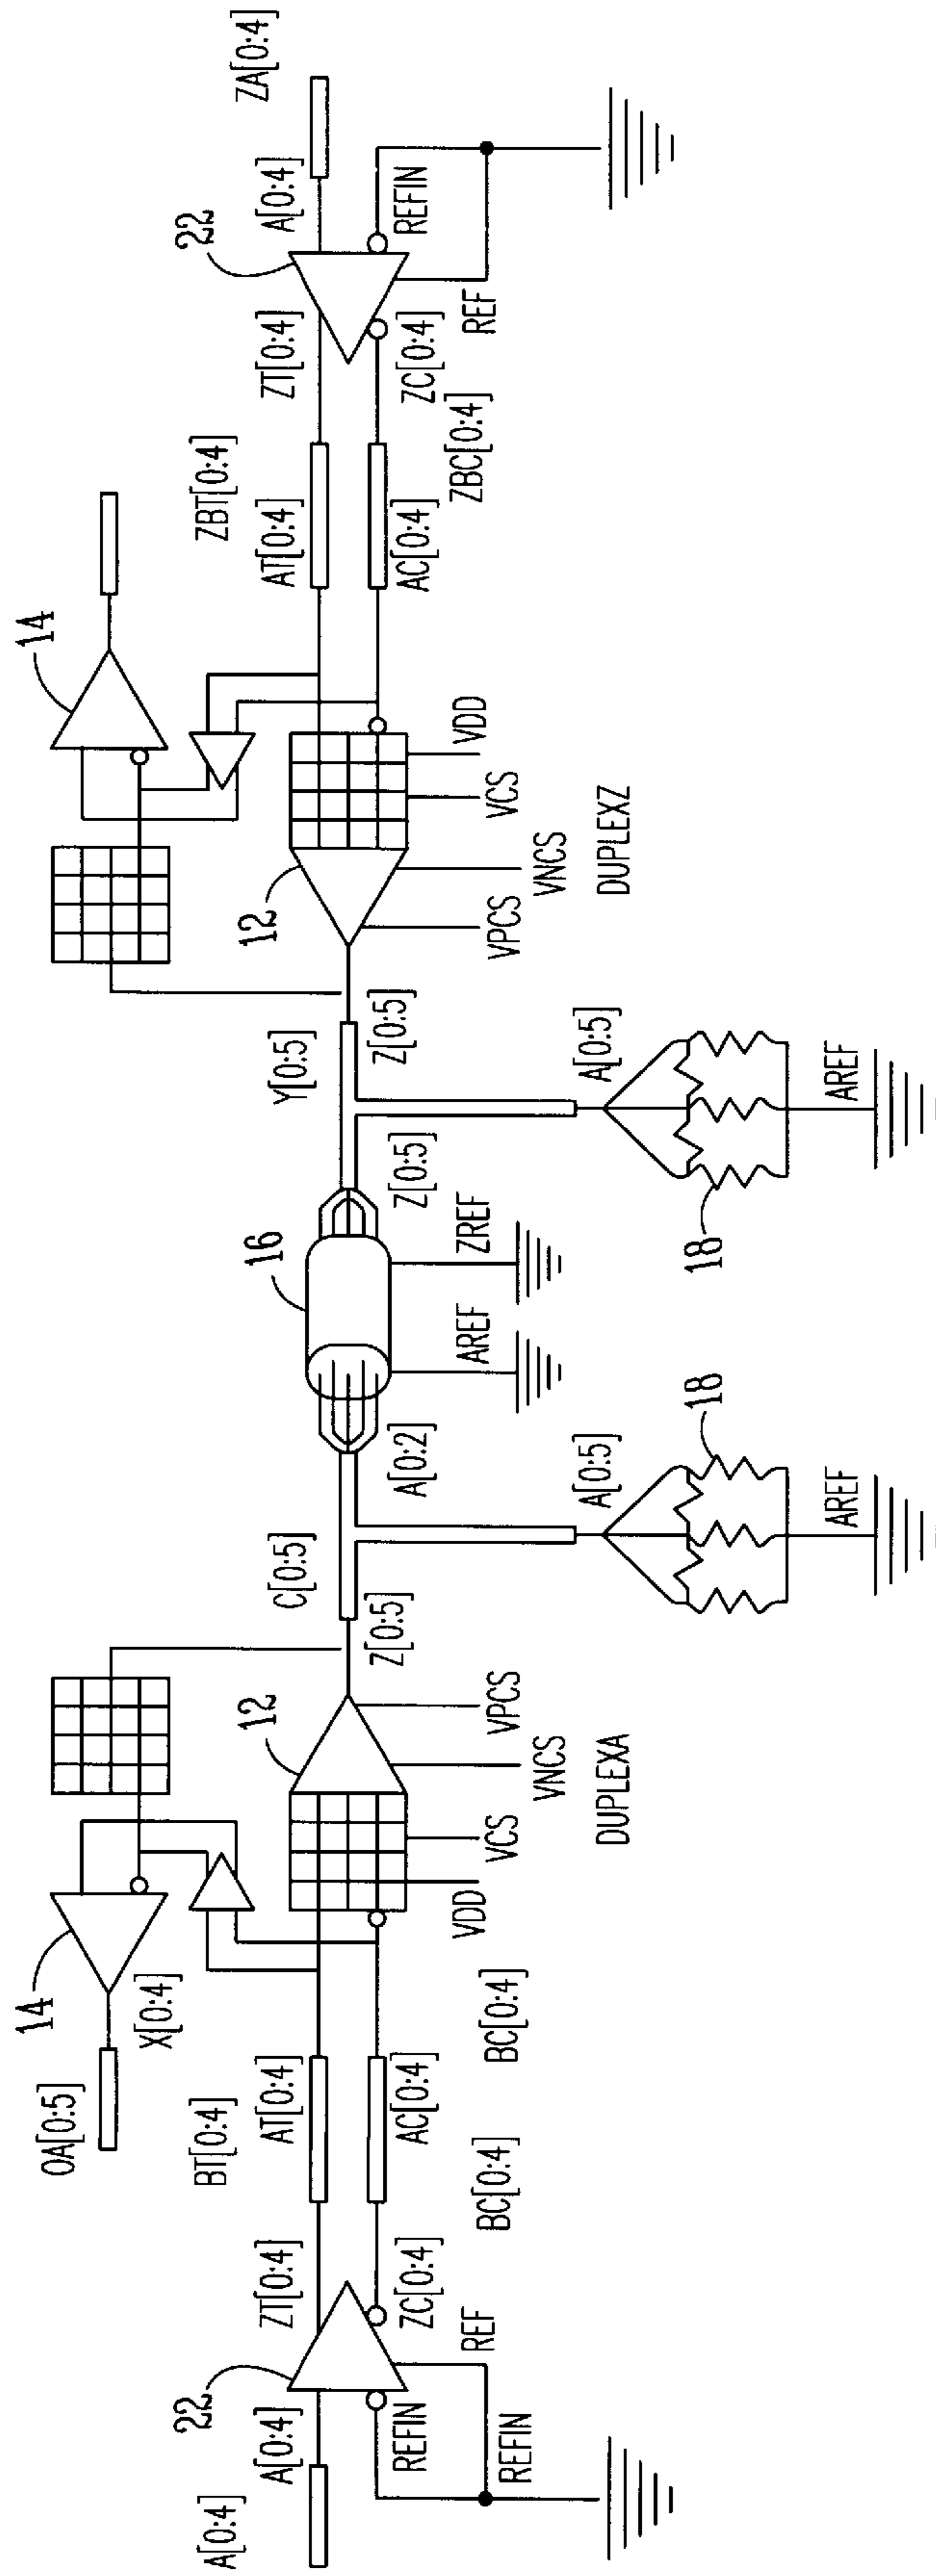 OA[0:5]
14
X[0:4]
14
BT[0:4]
ZBT[0:4]
ZA[0:4]
A[0:4]
22
A[0:4]
ZT[0:4]
AT[0:4]
12
C[0:5]
16
Y[0:5]
12
AT[0:4]
ZT[0:4]
22
A[0:4]
REFIN
ZC[0:4]
AC[0:4]
Z[0:5]
A[0:2]
Z[0:5]
Z[0:5]
AC[0:4]
ZC[0:4]
REFIN
REFIN
REF
BC[0:4]
BC[0:4]
VDD
VCS
VNCS
VPCS
AREF
ZREF
VPCS
VNCS
VCS
VDD
ZBC[0:4]
REF
DUPLEXA
DUPLEXZ
A[0:5]
18
A[0:5]
18
AREF
AREF